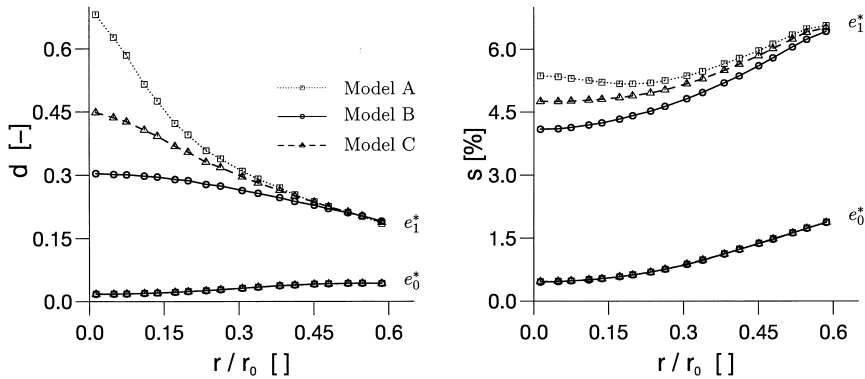 0.6
0.45
0.3
0.15
0.0
d [–]
Model A
Model B
Model C
e₁*
e₀*
0.0 0.15 0.3 0.45 0.6
r / r₀ [ ]
6.0
4.5
3.0
1.5
0.0
s [%]
e₁*
e₀*
0.0 0.15 0.3 0.45 0.6
r / r₀ [ ]